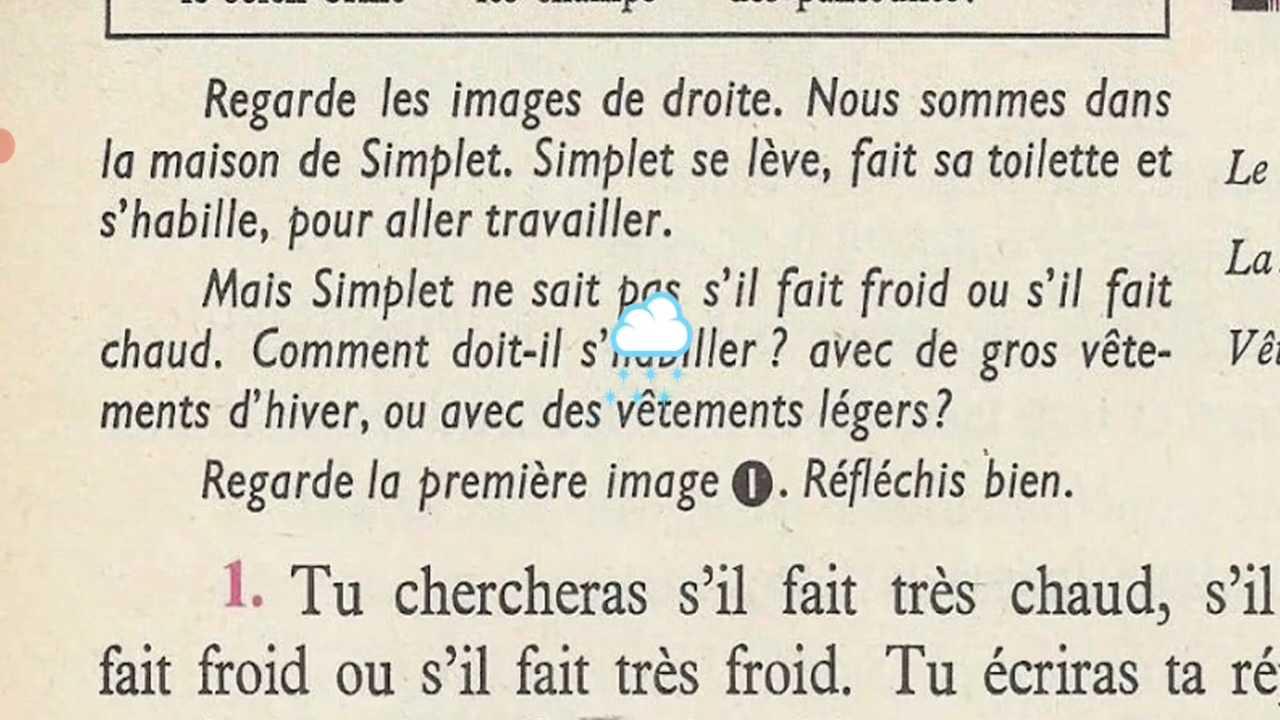 Regarde les images de droite. Nous sommes dans
la maison de Simplet. Simplet se lève, fait sa toilette et
s'habille, pour aller travailler.
Mais Simplet ne sait pas s'il fait froid ou s'il fait
chaud. Comment doit-il s'habiller ? avec de gros vête-
ments d'hiver, ou avec des vêtements légers?
Regarde la première image 1. Réfléchis bien.
1. Tu chercheras s'il fait très chaud, s'il
fait froid ou s'il fait très froid. Tu écriras ta
Le
La